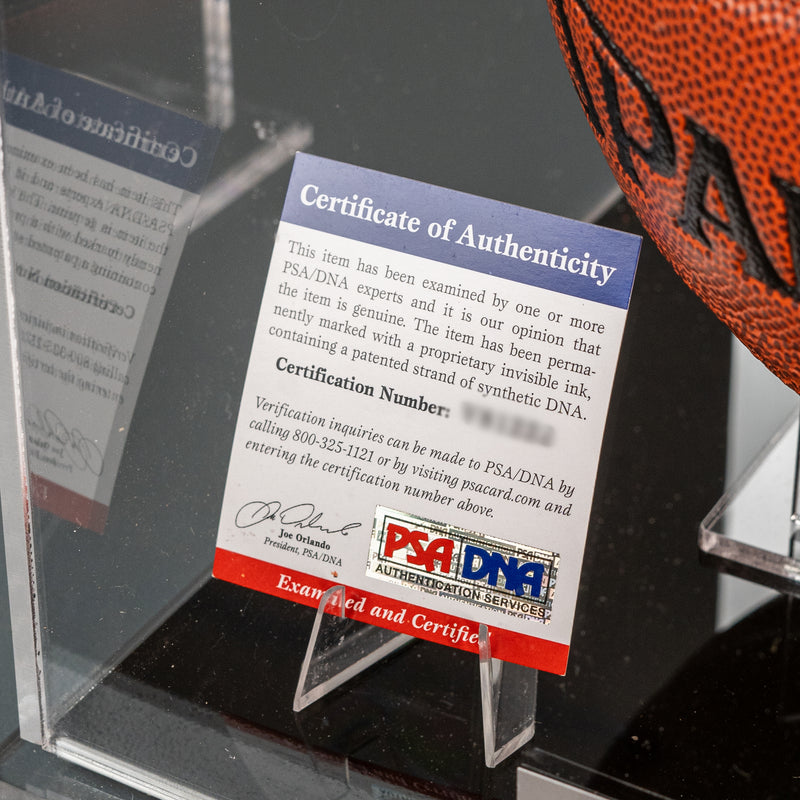 Certificate of Authenticity
This item has been examined by one or more
PSA/DNA experts and it is our opinion that
the item is genuine. The item has been perma-
nently marked with a proprietary invisible ink,
containing a patented strand of synthetic DNA.
Certification Number:
Verification inquiries can be made to PSA/DNA by
calling 800-325-1121 or by visiting psacard.com and
entering the certification number above.
Joe Orlando
President, PSA/DNA
PSA DNA
AUTHENTICATION SERVICES
Examined and Certified